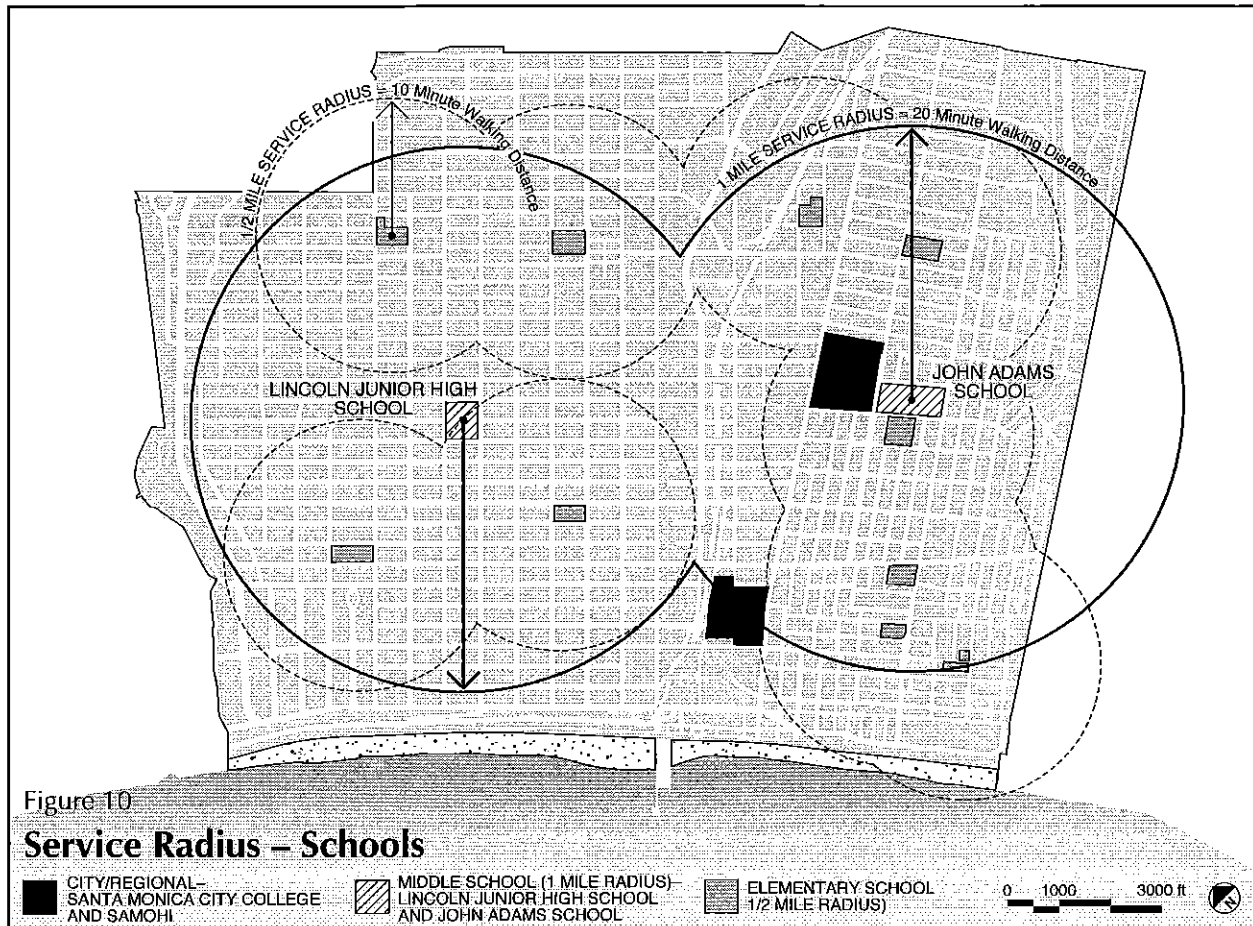 1/2 MILE SERVICE RADIUS = 10 Minute Walking Distance
1 MILE SERVICE RADIUS = 20 Minute Walking Distance
LINCOLN JUNIOR HIGH
SCHOOL
JOHN ADAMS
SCHOOL
Figure 10
Service Radius – Schools
CITY/REGIONAL–
SANTA MONICA CITY COLLEGE
AND SAMOHI
MIDDLE SCHOOL (1 MILE RADIUS)–
LINCOLN JUNIOR HIGH SCHOOL
AND JOHN ADAMS SCHOOL
ELEMENTARY SCHOOL
1/2 MILE RADIUS)
0 1000 3000 ft
N